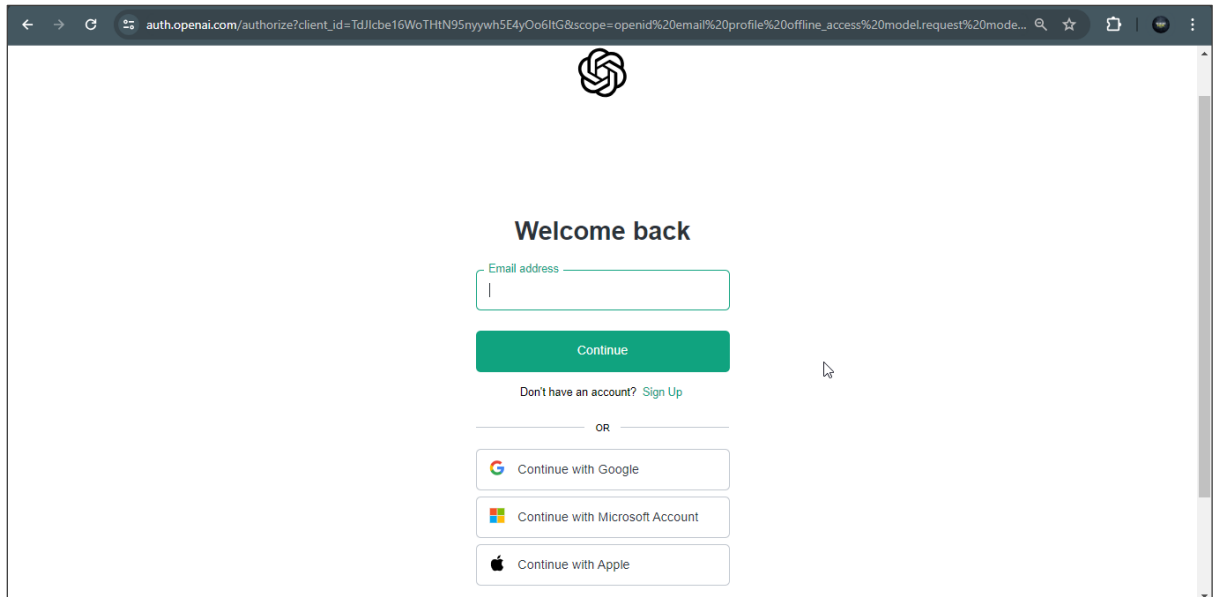 auth.openai.com/authorize?client_id=TdJIcbe16WoTHtN95nyywh5E4yOo6ItG&scope=openid%20email%20profile%20offline_access%20model.request%20mode...
Welcome back
Email address
Continue
Don't have an account? Sign Up
OR
Continue with Google
Continue with Microsoft Account
Continue with Apple